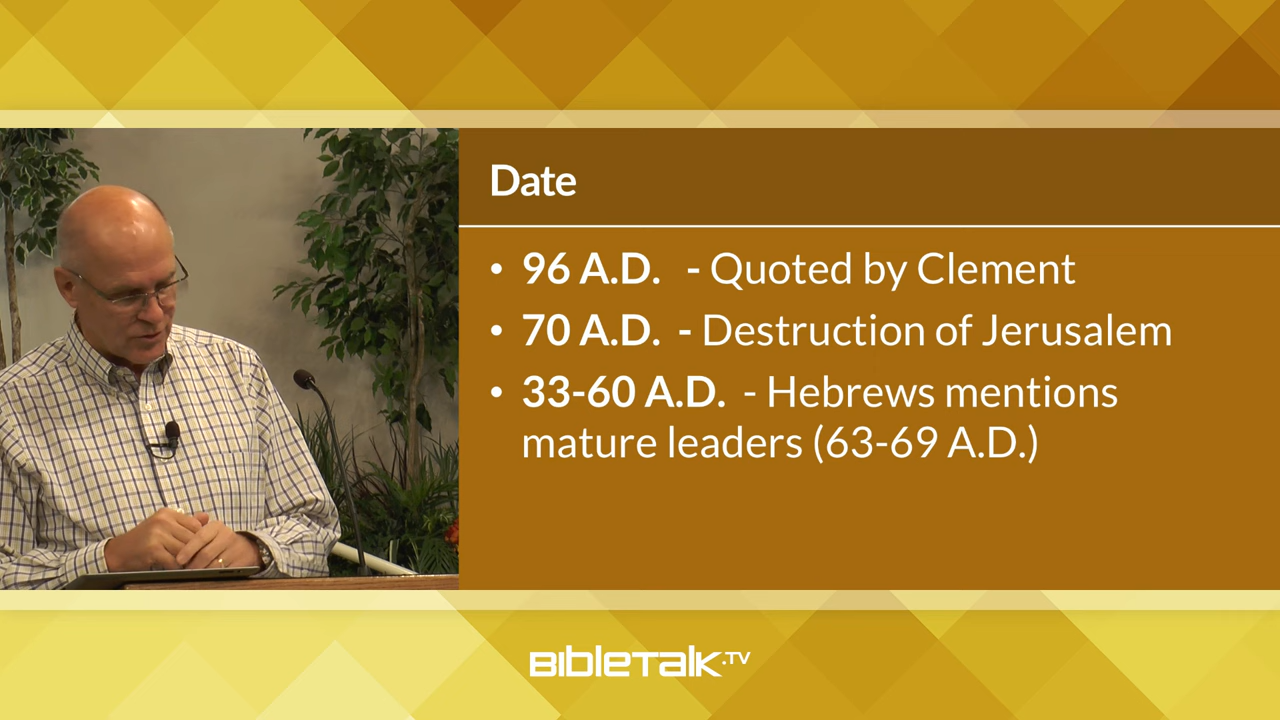 Date
• 96 A.D. - Quoted by Clement
• 70 A.D. - Destruction of Jerusalem
• 33-60 A.D. - Hebrews mentions
mature leaders (63-69 A.D.)
BIBLETALK.TV